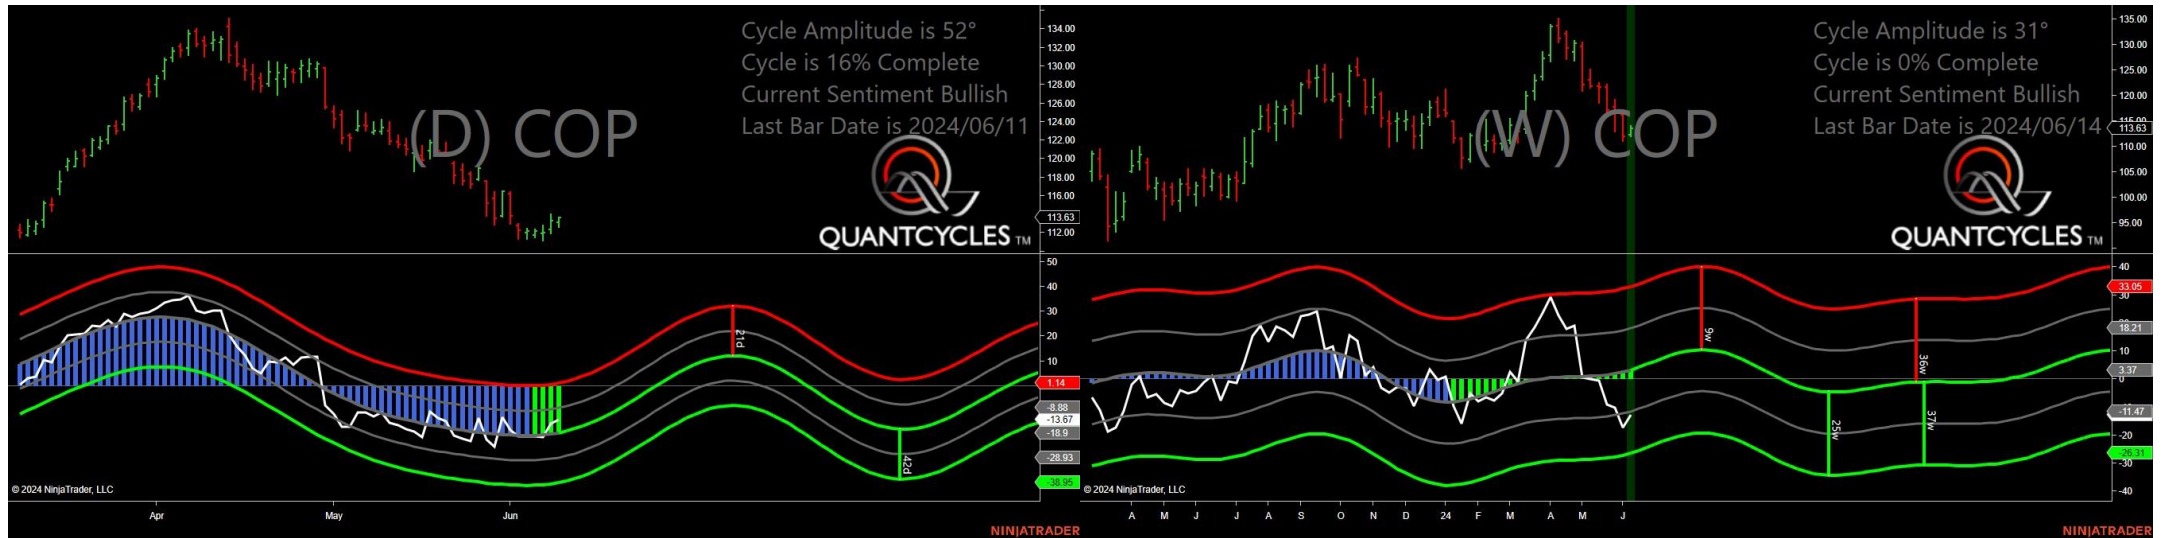 Cycle Amplitude is 52°
Cycle is 16% Complete
Current Sentiment Bullish
Last Bar Date is 2024/06/11
(D) COP
QUANTCYCLES TM
134.00
132.00
130.00
128.00
126.00
124.00
122.00
120.00
118.00
116.00
113.63
112.00
50
40
30
20
10
1.14
-8.88
-13.67
-18.9
-28.93
-38.95
21d
42d
© 2024 NinjaTrader, LLC
Apr May Jun
NINJATRADER
Cycle Amplitude is 31°
Cycle is 0% Complete
Current Sentiment Bullish
Last Bar Date is 2024/06/14
(W) COP
QUANTCYCLES TM
135.00
130.00
125.00
120.00
115.00
113.63
110.00
105.00
100.00
95.00
40
33.05
30
18.21
10
3.37
0
-11.47
-20
-26.31
-30
-40
9w
25w
36w
37w
© 2024 NinjaTrader, LLC
A M J J A S O N D 24 F M A M J
NINJATRADER